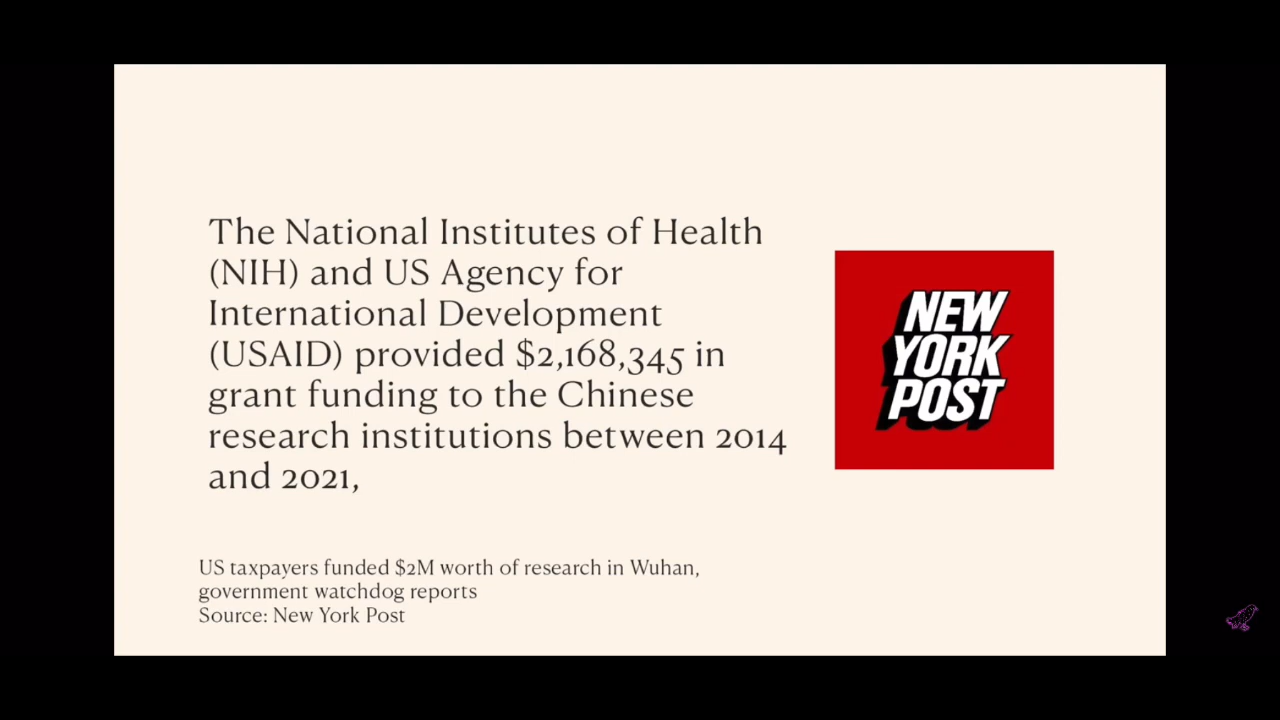 The National Institutes of Health
(NIH) and US Agency for
International Development
(USAID) provided $2,168,345 in
grant funding to the Chinese
research institutions between 2014
and 2021,
NEW
YORK
POST
US taxpayers funded $2M worth of research in Wuhan,
government watchdog reports
Source: New York Post